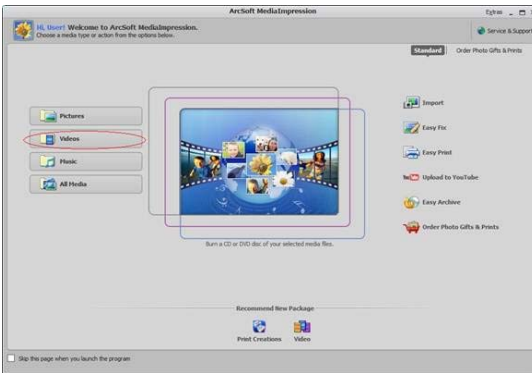 ArcSoft MediaImpression
Extras
Hi, User! Welcome to ArcSoft MediaImpression.
Choose a media type or action from the options below.
Service & Support
Standard
Order Photo Gifts & Prints
Pictures
Videos
Music
All Media
Import
Easy Fix
Easy Print
Upload to YouTube
Easy Archive
Order Photo Gifts & Prints
Burn a CD or DVD disc of your selected media files.
Recommend New Package
Print Creations
Video
Skip this page when you launch the program